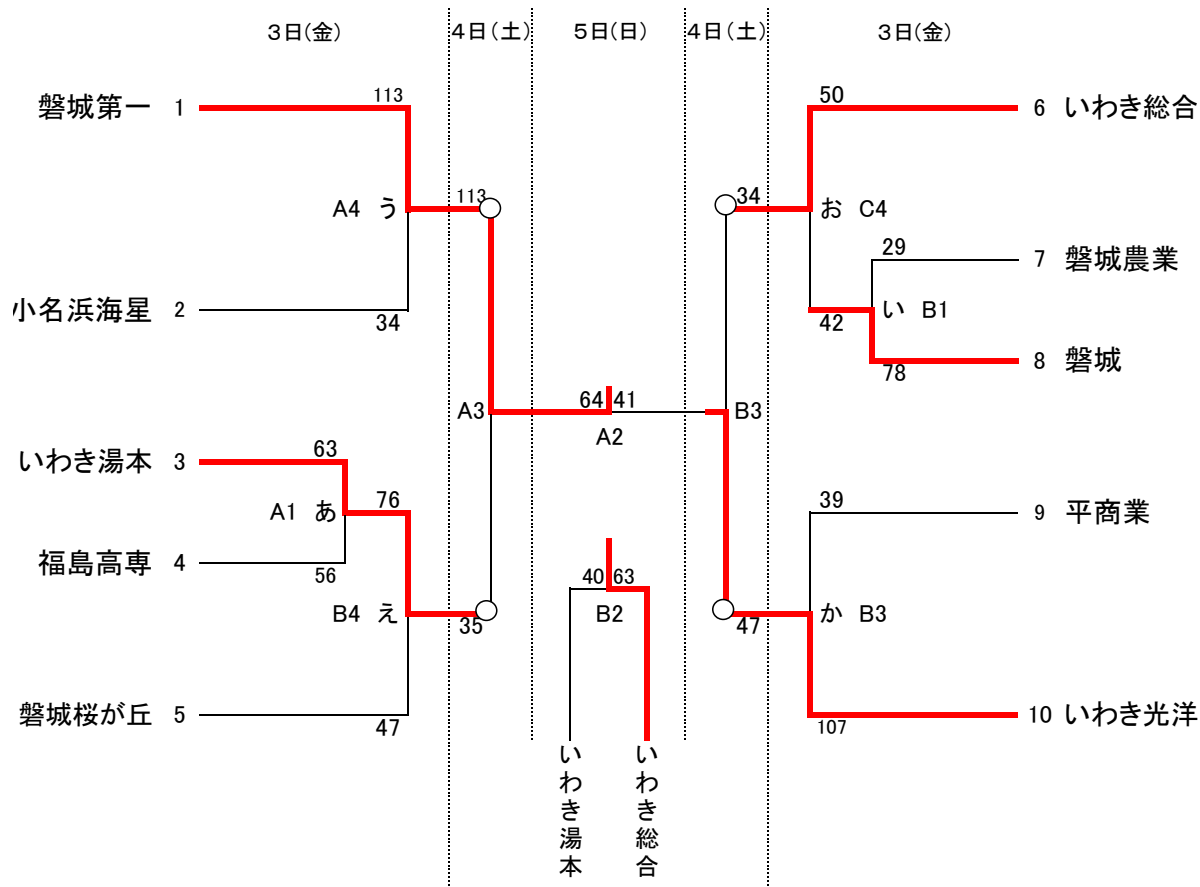 3日(金) 4日(土) 5日(日) 4日(土) 3日(金)
磐城第一 1 113 50 6 いわき総合
A4 う 113 34 お C4
29 7 磐城農業
小名浜海星 2 34 42 い B1
78 8 磐城
A3 64 41 B3
A2
いわき湯本 3 63
A1 あ 76 39 9 平商業
福島高専 4 56
40 63
B4 え 35 B2 47 か B3
磐城桜が丘 5 47 107 10 いわき光洋
いわき湯本
いわき総合